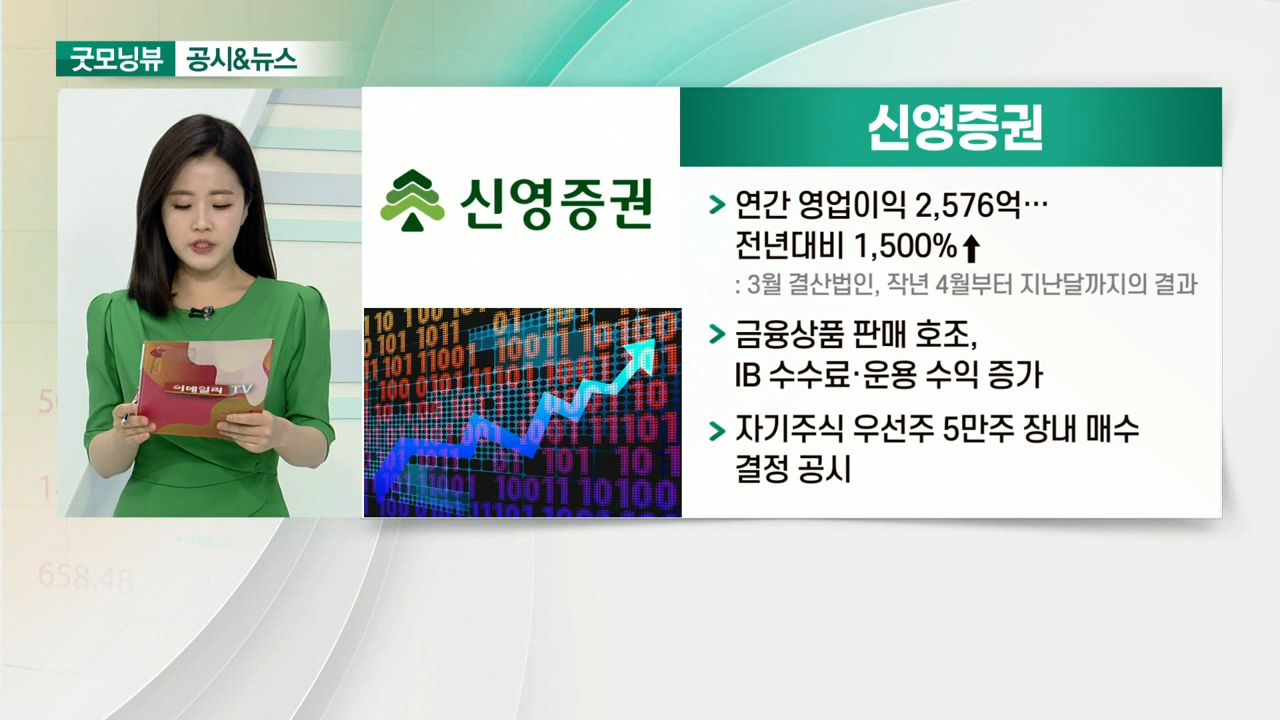 굿모닝뷰 공시&뉴스
신영증권
신영증권
> 연간 영업이익 2,576억…
전년대비 1,500%↑
: 3월 결산법인, 작년 4월부터 지난달까지의 결과
> 금융상품 판매 호조,
IB 수수료·운용 수익 증가
> 자기주식 우선주 5만주 장내 매수
결정 공시
이데일리 TV
658.48